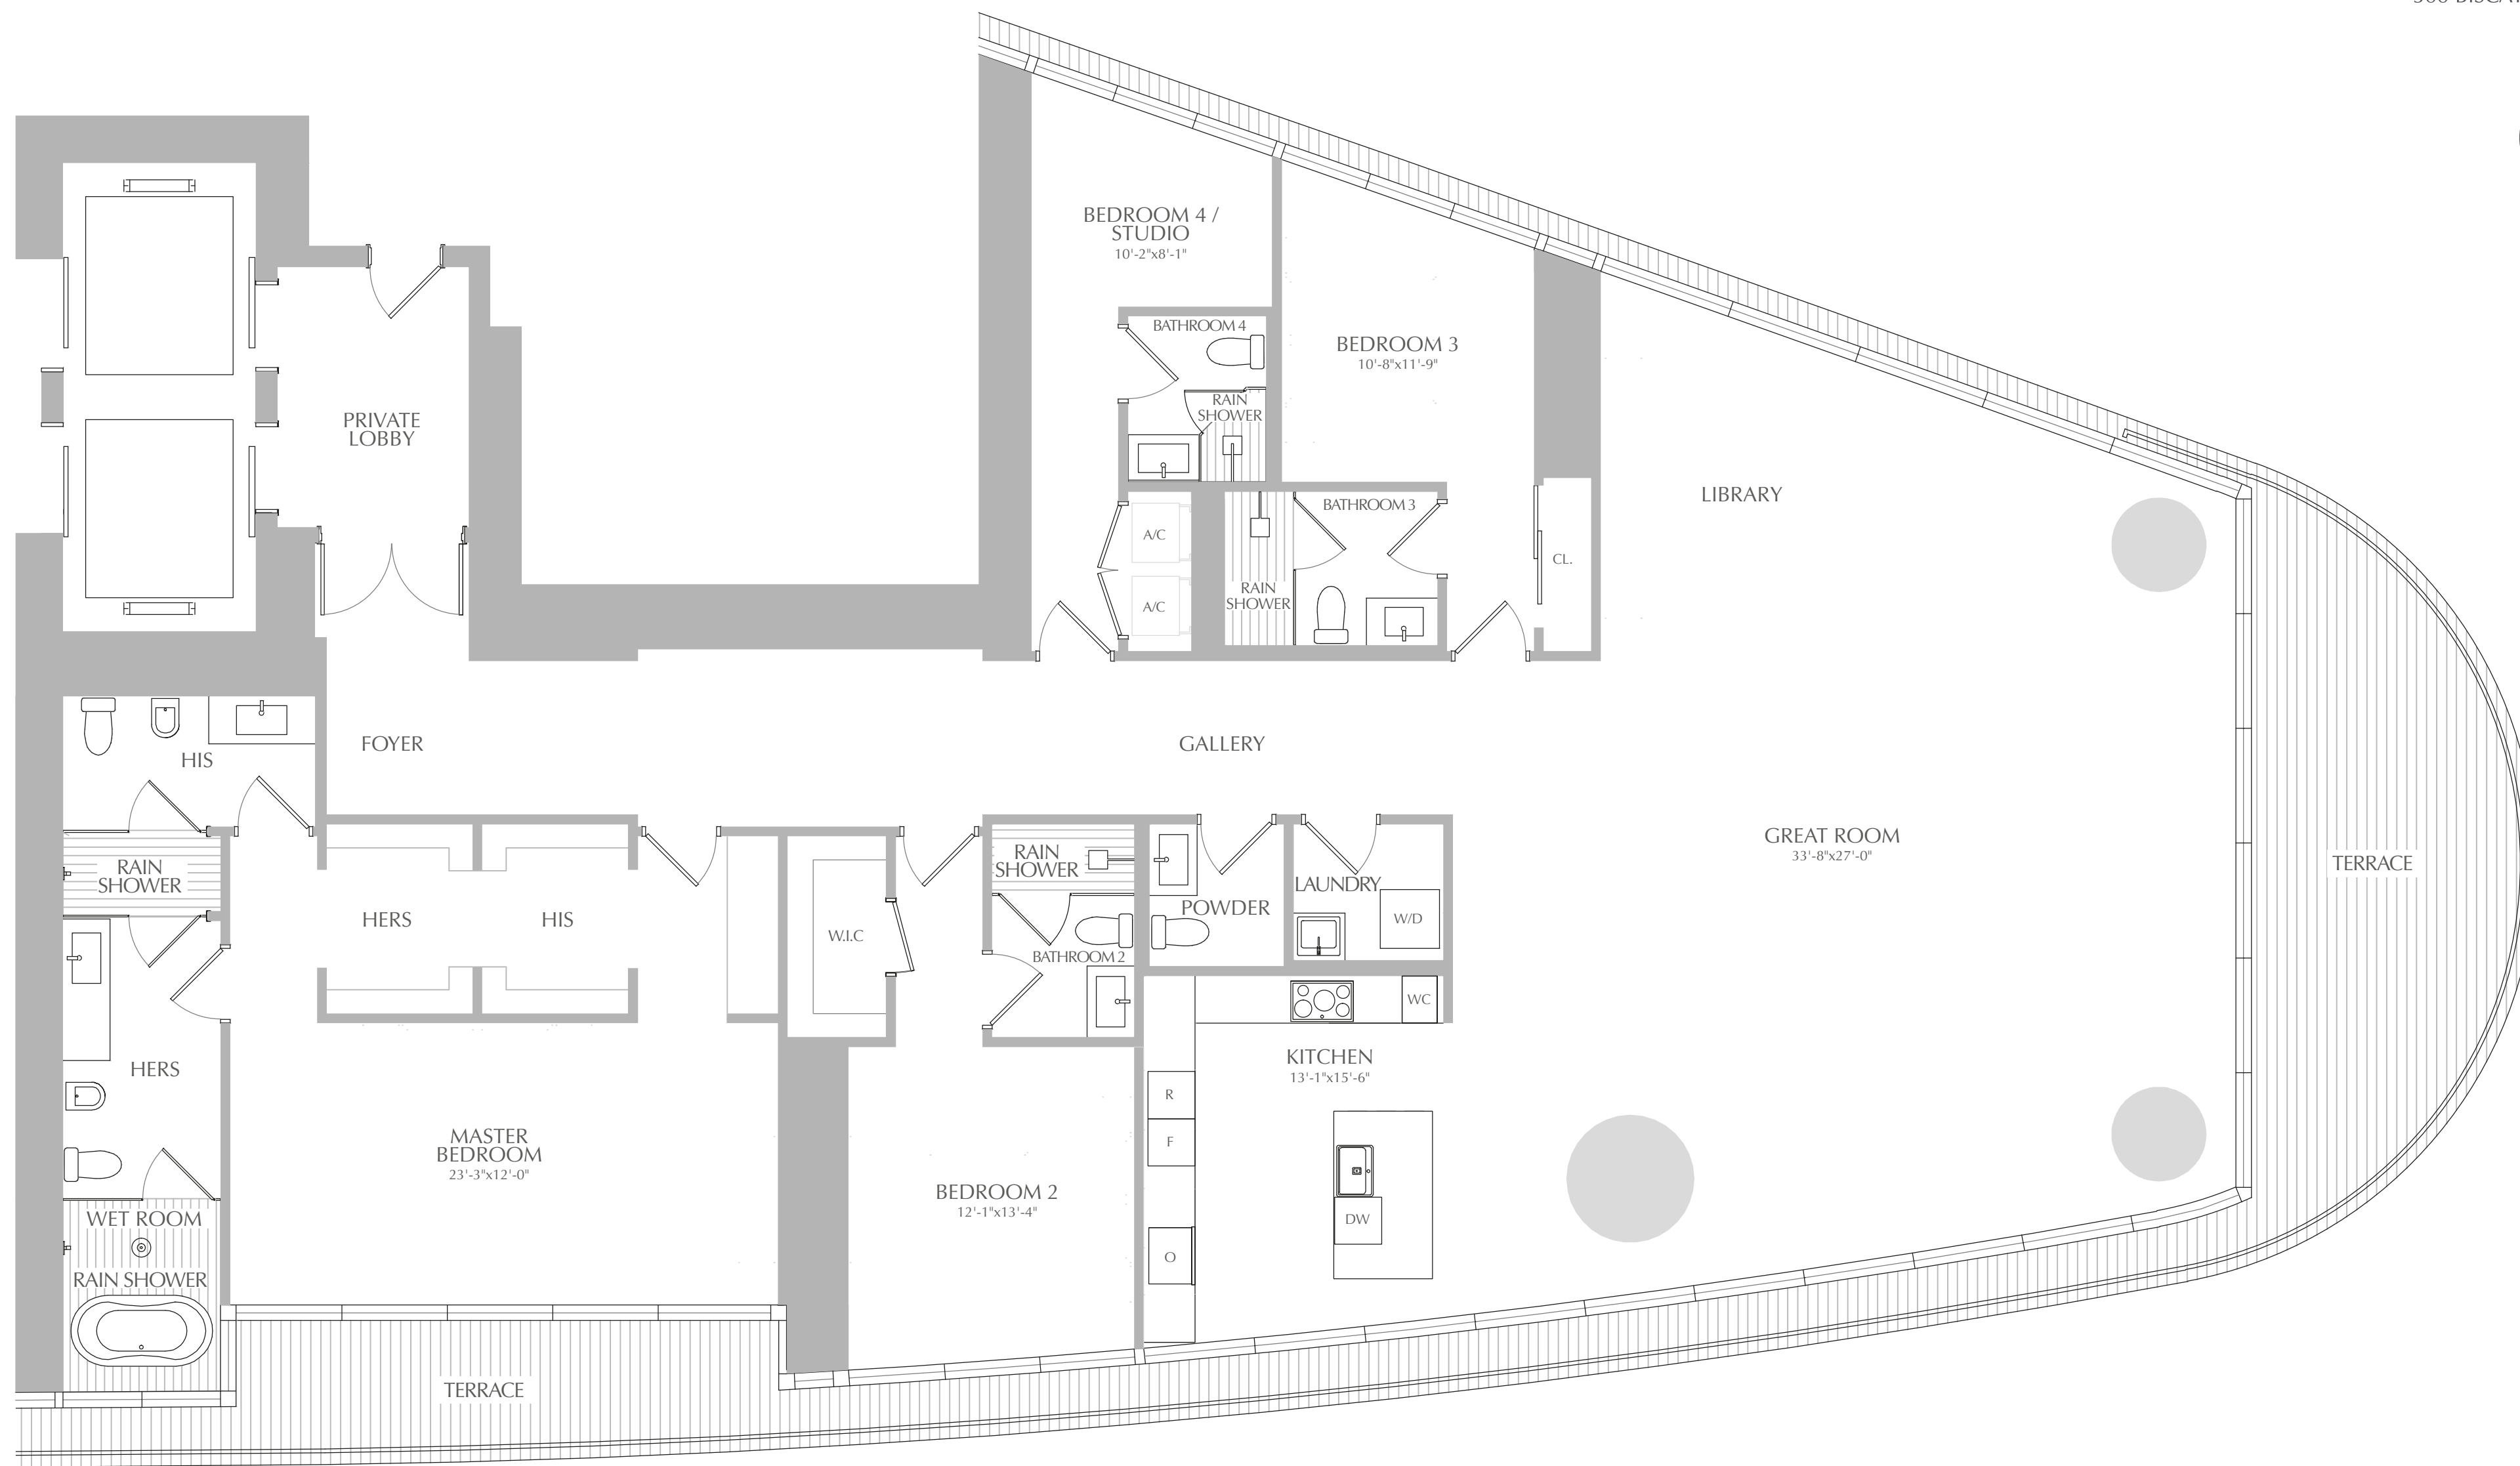 BEDROOM 4 /
STUDIO
10'-2"x8'-1"
BATHROOM 4
RAIN
SHOWER
BEDROOM 3
10'-8"x11'-9"
PRIVATE
LOBBY
LIBRARY
A/C
A/C
BATHROOM 3
RAIN
SHOWER
CL.
HIS
FOYER
GALLERY
GREAT ROOM
33'-8"x27'-0"
TERRACE
RAIN
SHOWER
HERS
HIS
W.I.C
RAIN
SHOWER
BATHROOM 2
POWDER
LAUNDRY
W/D
WC
HERS
KITCHEN
13'-1"x15'-6"
R
F
O
DW
MASTER
BEDROOM
23'-3"x12'-0"
BEDROOM 2
12'-1"x13'-4"
WET ROOM
RAIN SHOWER
TERRACE